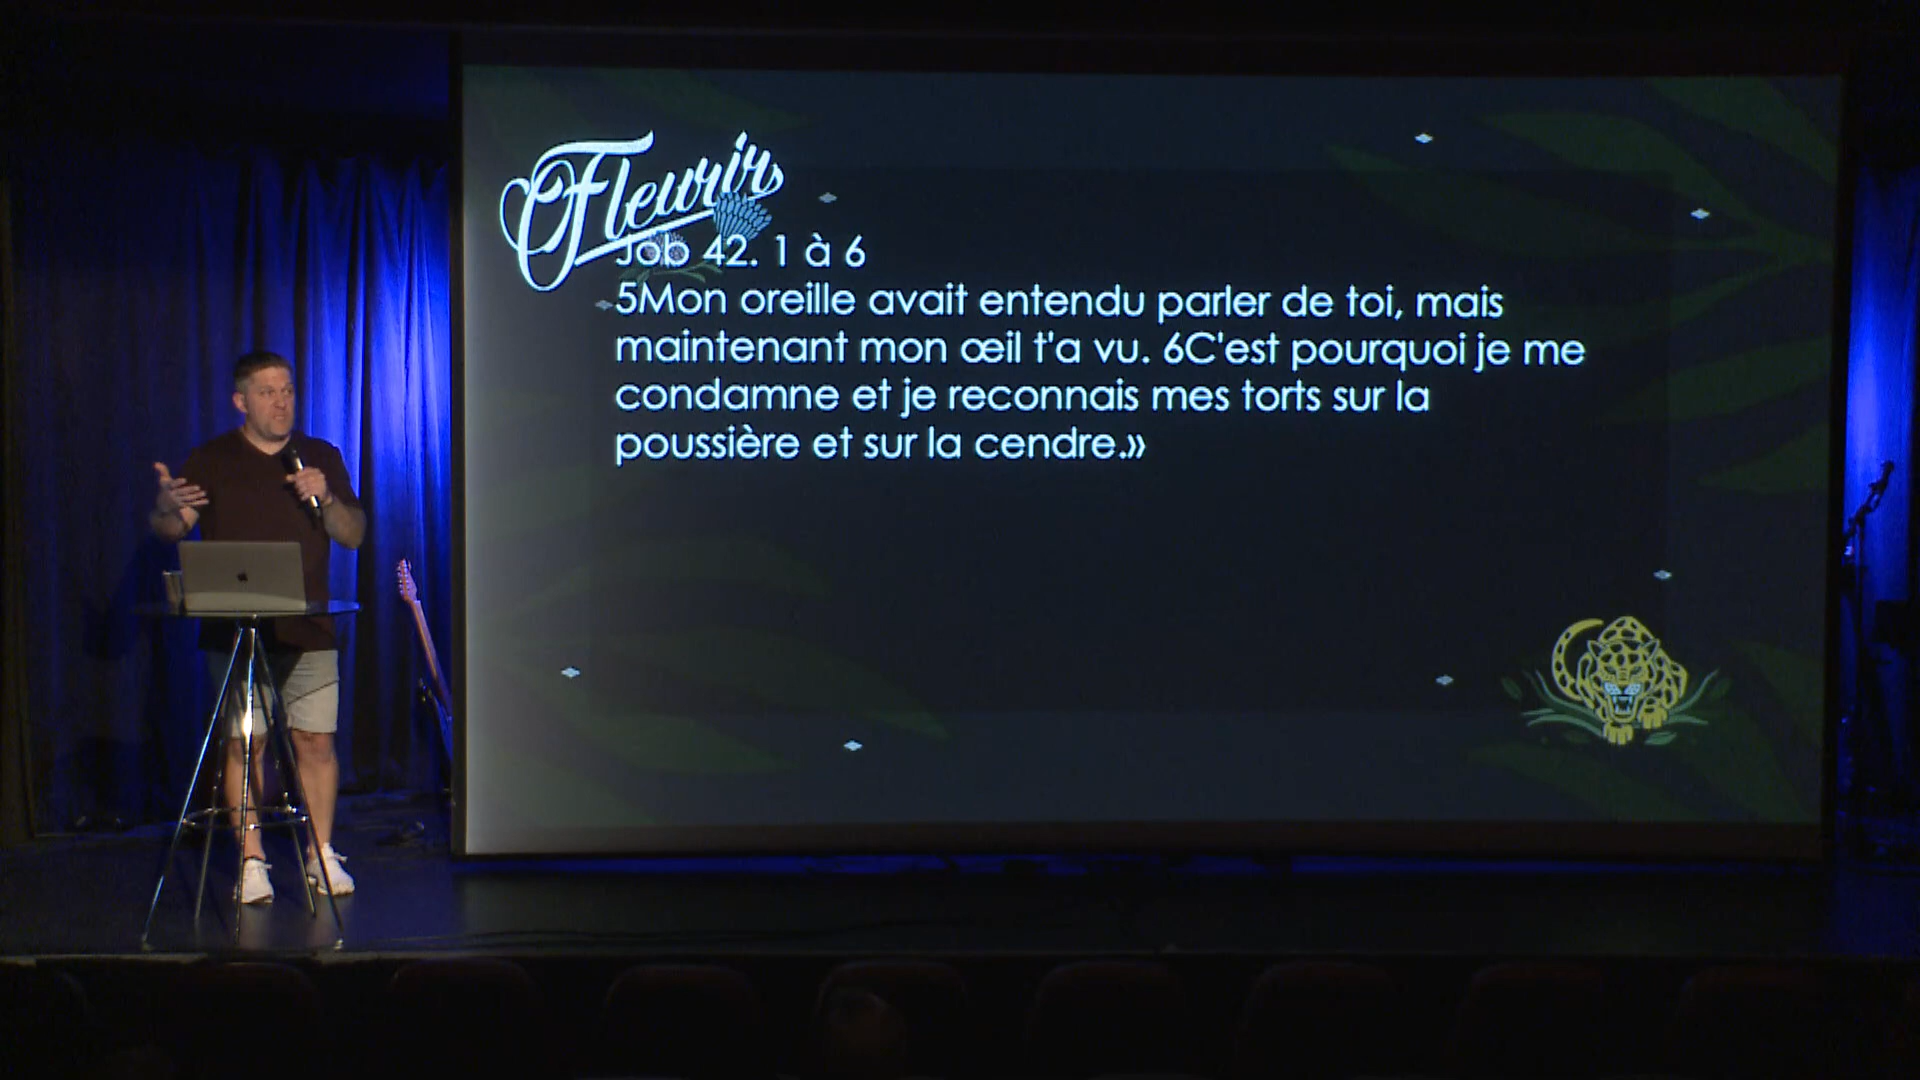 Fleurir
Job 42. 1 à 6
5Mon oreille avait entendu parler de toi, mais
maintenant mon œil t'a vu. 6C'est pourquoi je me
condamne et je reconnais mes torts sur la
poussière et sur la cendre.»